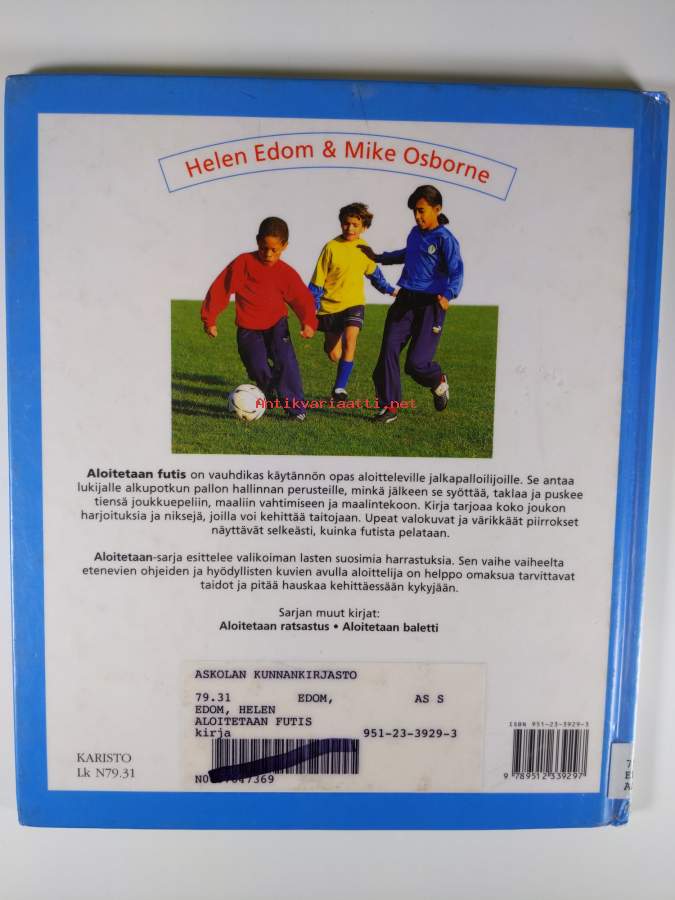 Helen Edom & Mike Osborne
Antikvariaatti.net
Aloitetaan futis on vauhdikas käytännön opas aloitteleville jalkapalloilijoille. Se antaa
lukijalle alkupotkun pallon hallinnan perusteille, minkä jälkeen se syöttää, taklaa ja puskee
tiensä joukkuepeliin, maaliin vahtimiseen ja maalintekoon. Kirja tarjoaa koko joukon
harjoituksia ja niksejä, joilla voi kehittää taitojaan. Upeat valokuvat ja värikkäät piirrokset
näyttävät selkeästi, kuinka futista pelataan.
Aloitetaan-sarja esittelee valikoiman lasten suosimia harrastuksia. Sen vaihe vaiheelta
etenevien ohjeiden ja hyödyllisten kuvien avulla aloittelija on helppo omaksua tarvittavat
taidot ja pitää hauskaa kehittäessään kykyjään.
Sarjan muut kirjat:
Aloitetaan ratsastus • Aloitetaan baletti
ASKOLAN KUNNANKIRJASTO
79.31 EDOM, AS S
EDOM, HELEN
ALOITETAAN FUTIS
kirja 951-23-3929-3
ISBN 951-23-3929-3
KARISTO
Lk N79.31
9 789512 339297